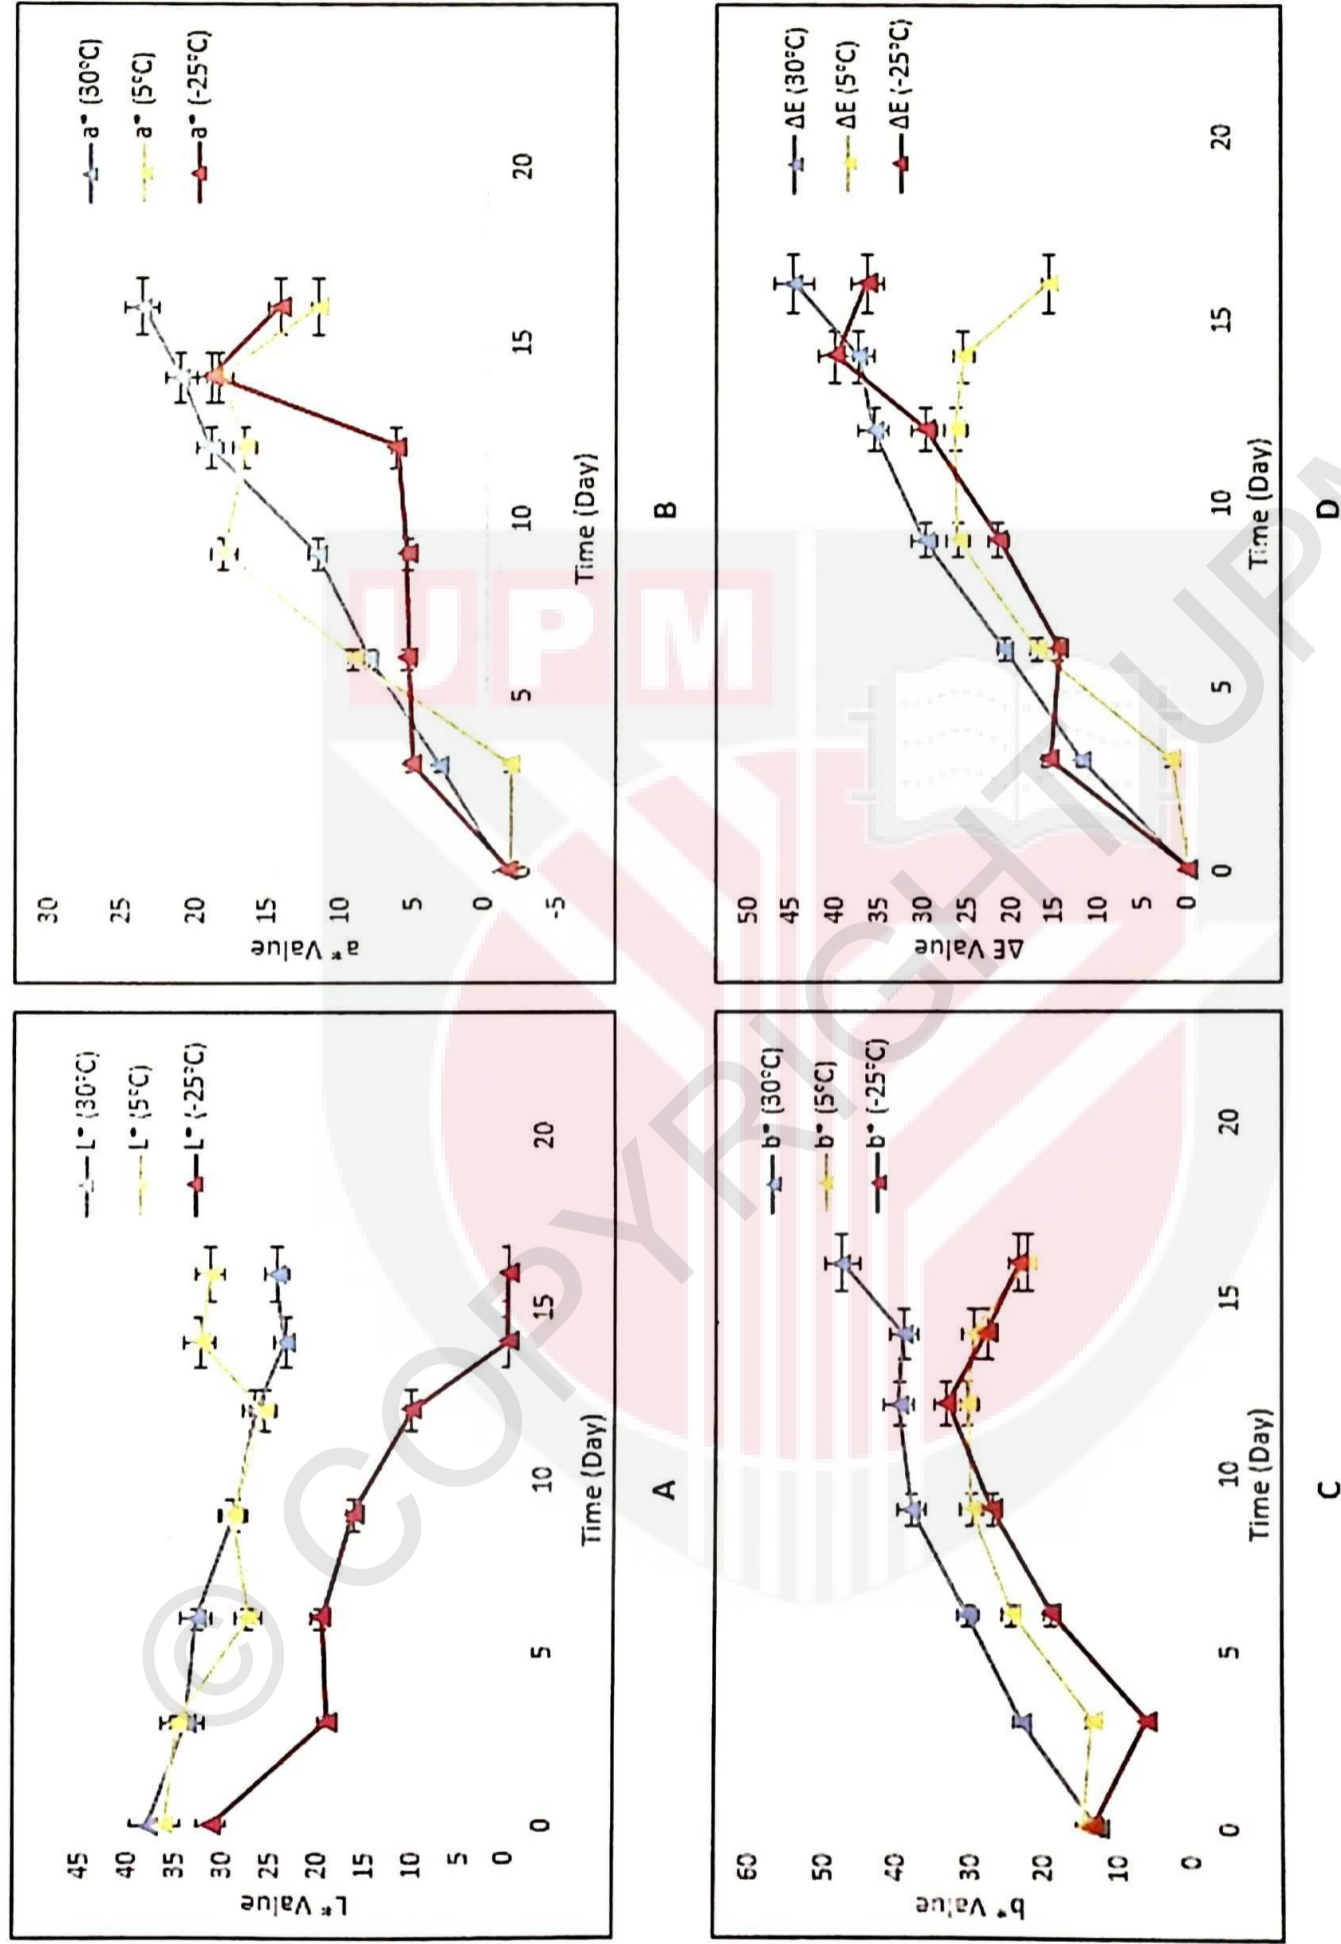 45
40
35
30
25
20
15
10
5
0
L* Value
0
5
10
15
20
Time (Day)
L* (30°C)
L* (5°C)
L* (-25°C)
A
30
25
20
15
10
5
0
-5
a* Value
0
5
10
15
20
Time (Day)
a* (30°C)
a* (5°C)
a* (-25°C)
B
60
50
40
30
20
10
0
b* Value
0
5
10
15
20
Time (Day)
b* (30°C)
b* (5°C)
b* (-25°C)
C
50
45
40
35
30
25
20
15
10
5
0
ΔE Value
0
5
10
15
20
Time (Day)
ΔE (30°C)
ΔE (5°C)
ΔE (-25°C)
D
UPM
© COPYRIGHT UPM